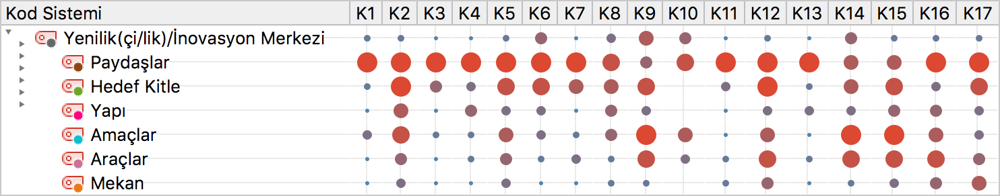 Kod Sistemi K1 K2 K3 K4 K5 K6 K7 K8 K9 K10 K11 K12 K13 K14 K15 K16 K17
Yenilik(çi/lik)/İnovasyon Merkezi
Paydaşlar
Hedef Kitle
Yapı
Amaçlar
Araçlar
Mekan